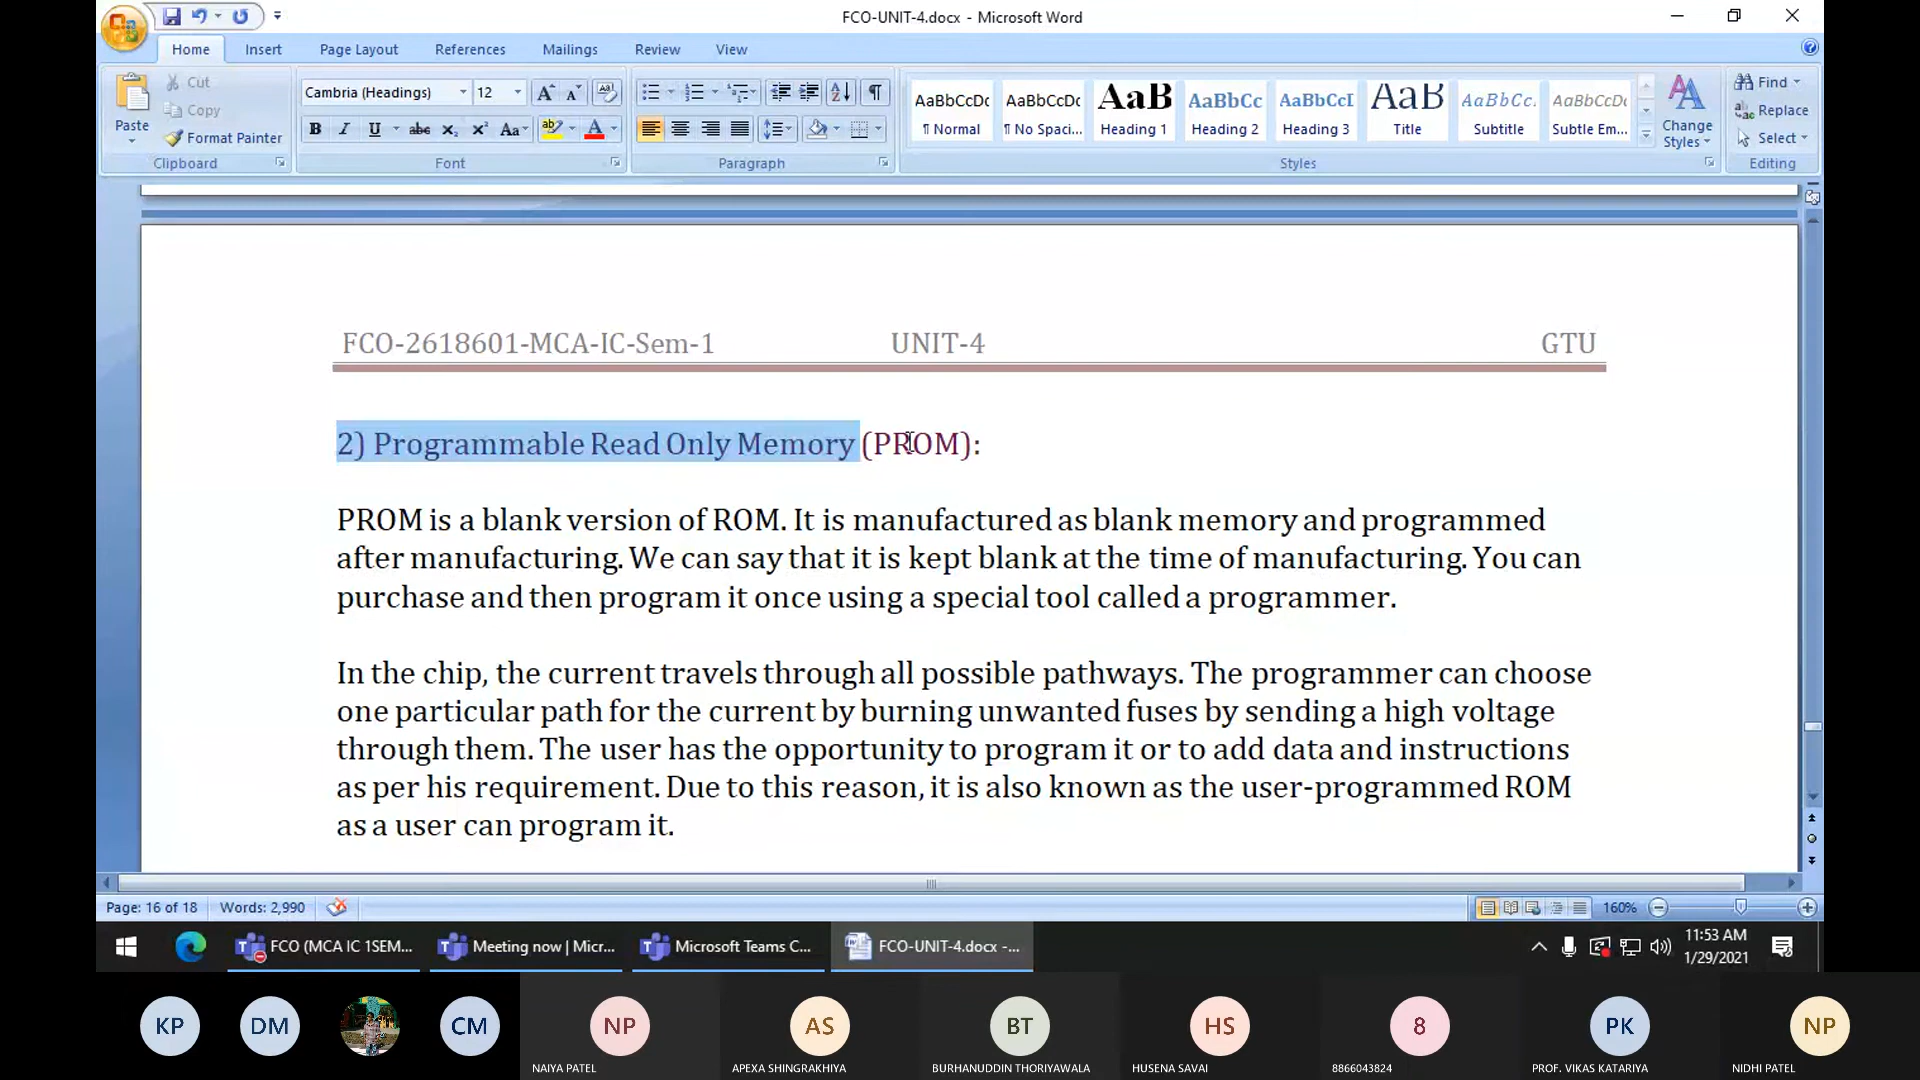 FCO-UNIT-4.docx - Microsoft Word
Home Insert Page Layout References Mailings Review View
Paste
Cut
Copy
Format Painter
Clipboard
Cambria (Headings) 12
Font
Paragraph
AaBbCcDc AaBbCcDc AaB AaBbCc AaBbCcI AaB AaBbCc. AaBbCcDi
¶ Normal ¶ No Spaci... Heading 1 Heading 2 Heading 3 Title Subtitle Subtle Em...
Change
Styles
Styles
Find
Replace
Select
Editing
FCO-2618601-MCA-IC-Sem-1 UNIT-4 GTU
2) Programmable Read Only Memory (PROM):
PROM is a blank version of ROM. It is manufactured as blank memory and programmed
after manufacturing. We can say that it is kept blank at the time of manufacturing. You can
purchase and then program it once using a special tool called a programmer.
In the chip, the current travels through all possible pathways. The programmer can choose
one particular path for the current by burning unwanted fuses by sending a high voltage
through them. The user has the opportunity to program it or to add data and instructions
as per his requirement. Due to this reason, it is also known as the user-programmed ROM
as a user can program it.
Page: 16 of 18 Words: 2,990 160%
FCO (MCA IC 1SEM... Meeting now | Micr... Microsoft Teams C... FCO-UNIT-4.docx -...
11:53 AM
1/29/2021
KP DM CM NP AS BT HS 8 PK NP
NAIYA PATEL APEXA SHINGRAKHIYA BURHANUDDIN THORIYAWALA HUSENA SAVAI 8866043824 PROF. VIKAS KATARIYA NIDHI PATEL